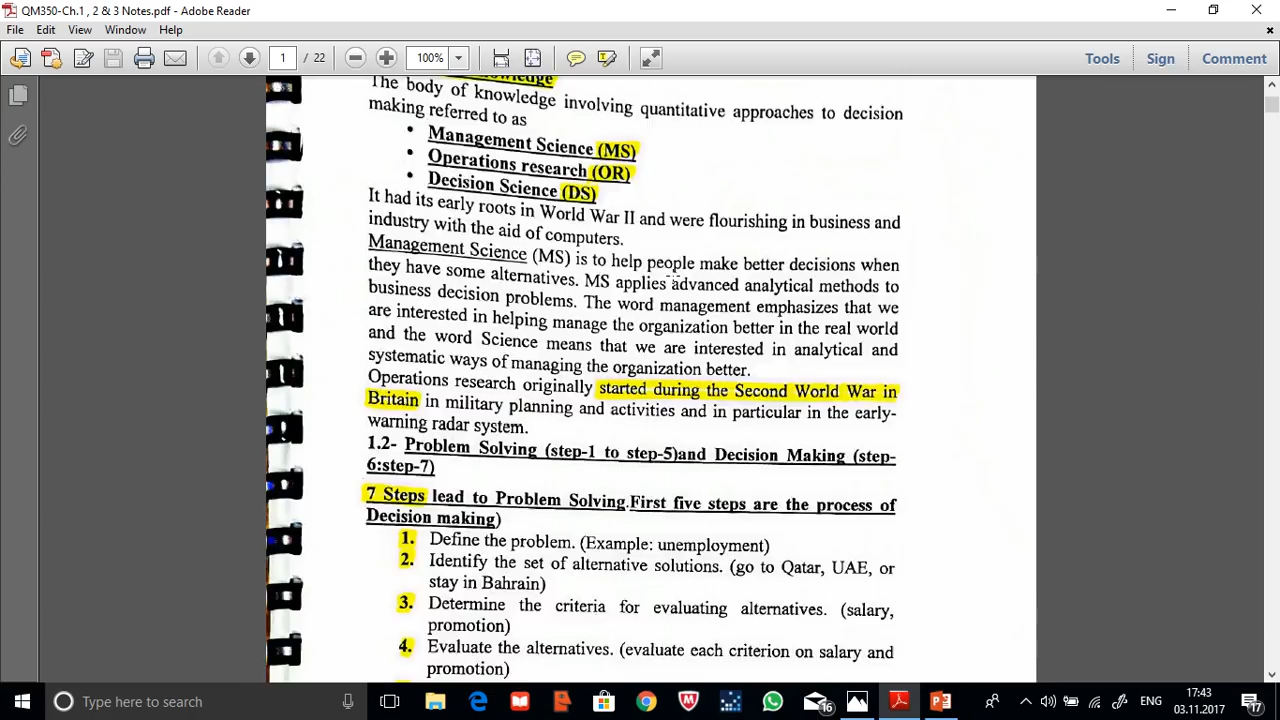 QM350-Ch.1 , 2 & 3 Notes.pdf - Adobe Reader
File Edit View Window Help
1 / 22 100% Tools Sign Comment
Knowledge
The body of knowledge involving quantitative approaches to decision
making referred to as
• Management Science (MS)
• Operations research (OR)
• Decision Science (DS)
It had its early roots in World War II and were flourishing in business and
industry with the aid of computers.
Management Science (MS) is to help people make better decisions when
they have some alternatives. MS applies advanced analytical methods to
business decision problems. The word management emphasizes that we
are interested in helping manage the organization better in the real world
and the word Science means that we are interested in analytical and
systematic ways of managing the organization better.
Operations research originally started during the Second World War in
Britain in military planning and activities and in particular in the early-
warning radar system.
1.2- Problem Solving (step-1 to step-5)and Decision Making (step-
6:step-7)
7 Steps lead to Problem Solving.First five steps are the process of
Decision making)
1. Define the problem. (Example: unemployment)
2. Identify the set of alternative solutions. (go to Qatar, UAE, or
stay in Bahrain)
3. Determine the criteria for evaluating alternatives. (salary,
promotion)
4. Evaluate the alternatives. (evaluate each criterion on salary and
promotion)
Type here to search
16
ENG
17:43
03.11.2017
17